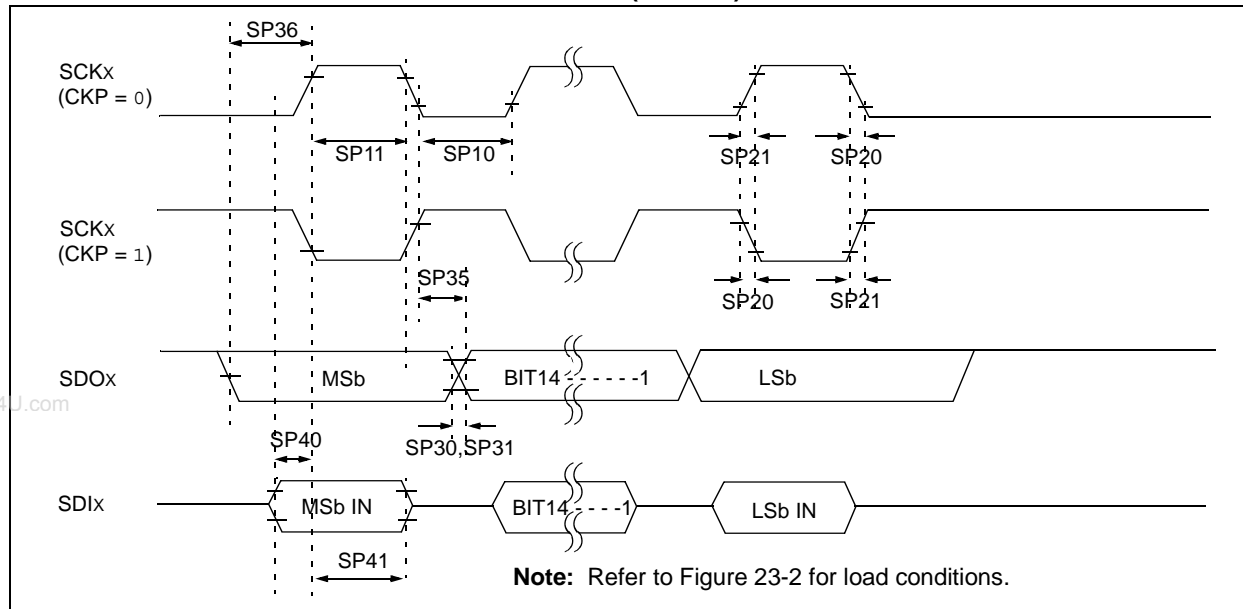 SP36
SCKX
(CKP = 0)
SP11
SP10
SP21
SP20
SCKX
(CKP = 1)
SP35
SP20
SP21
SDOX
MSb
BIT14 - - - - - -1
LSb
4U.com
SP40
SP30,SP31
SDIX
MSb IN
BIT14 - - - -1
LSb IN
SP41
Note: Refer to Figure 23-2 for load conditions.